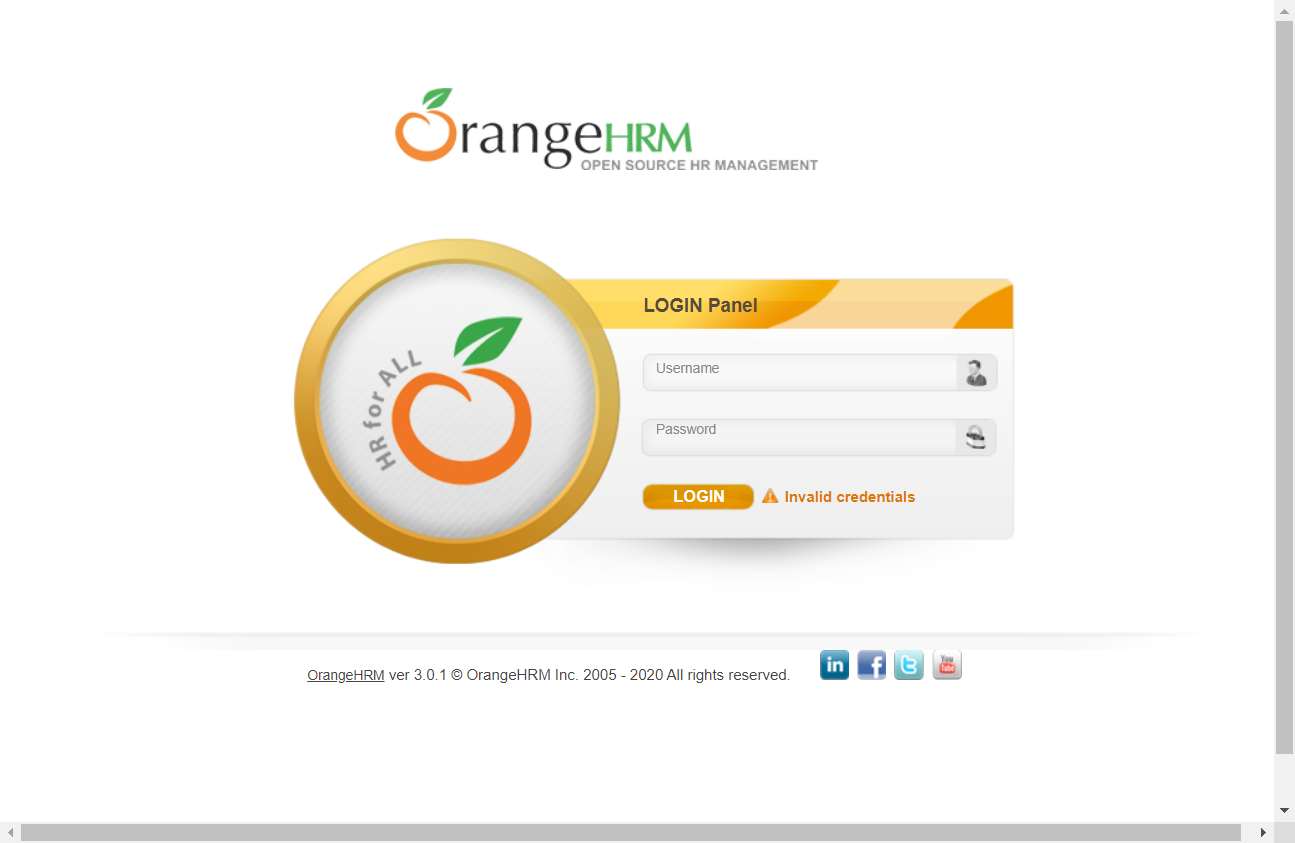 OrangeHRM
OPEN SOURCE HR MANAGEMENT
HR for ALL
LOGIN Panel
Username
Password
LOGIN Invalid credentials
OrangeHRM ver 3.0.1 © OrangeHRM Inc. 2005 - 2020 All rights reserved.
in f t You Tube